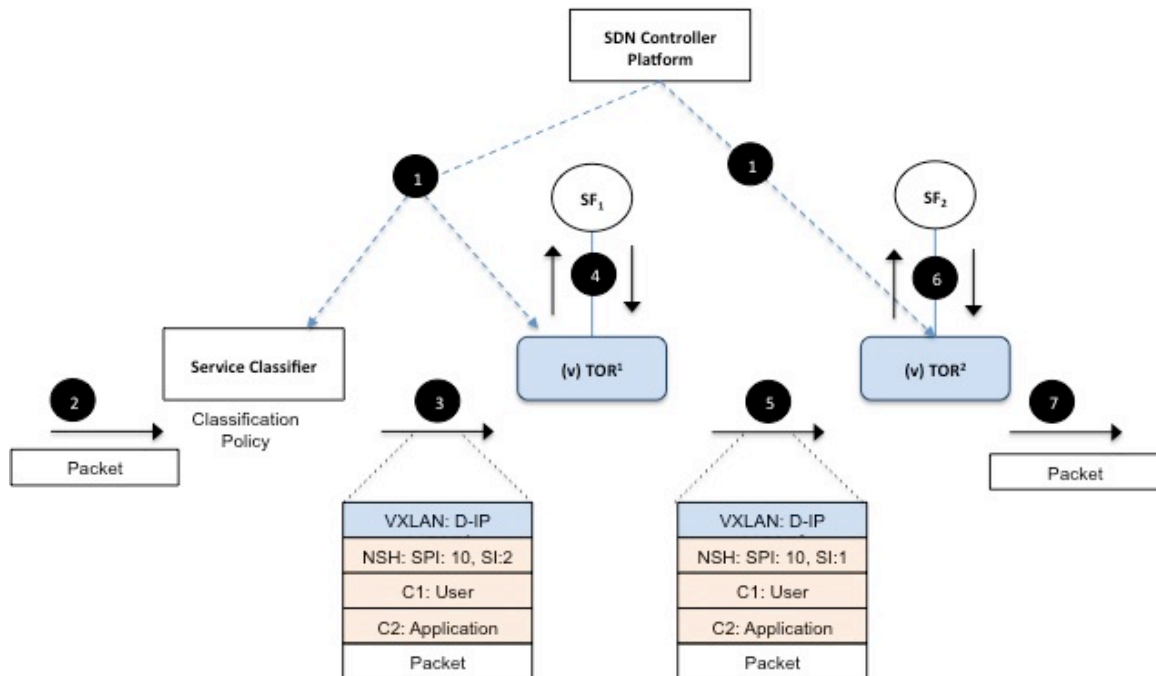 SDN Controller
Platform
1
1
SF₁
SF₂
4
6
Service Classifier
(v) TOR¹
(v) TOR²
2
3
5
7
Classification
Policy
Packet
Packet
VXLAN: D-IP
NSH: SPI: 10, SI:2
C1: User
C2: Application
Packet
VXLAN: D-IP
NSH: SPI: 10, SI:1
C1: User
C2: Application
Packet